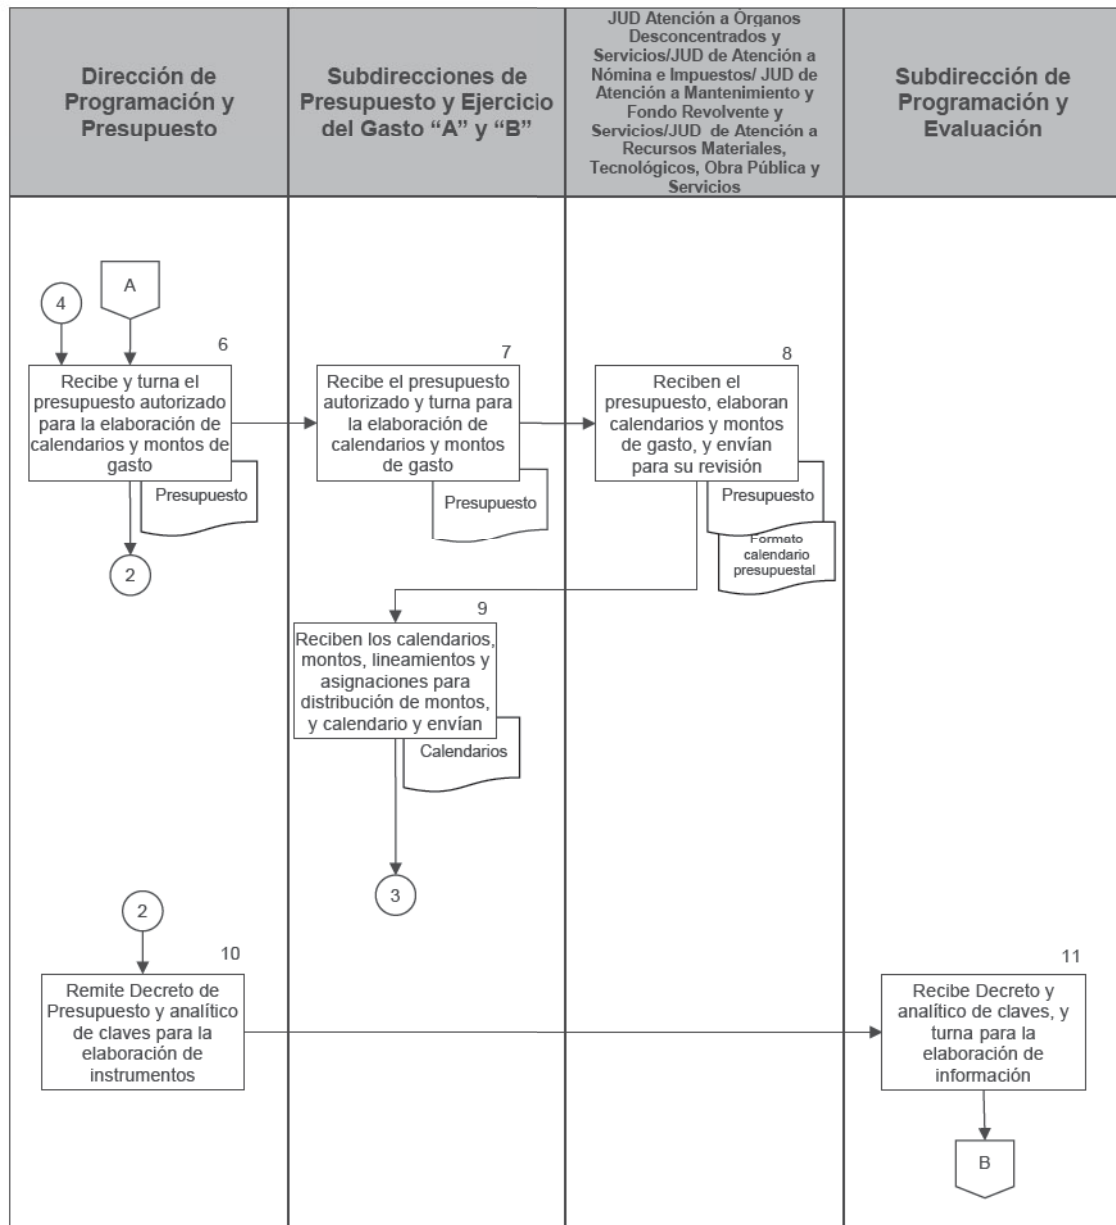 Dirección de
Programación y
Presupuesto
Subdirecciones de
Presupuesto y Ejercicio
del Gasto “A” y “B”
JUD Atención a Órganos
Desconcentrados y
Servicios/JUD de Atención a
Nómina e Impuestos/ JUD de
Atención a Mantenimiento y
Fondo Revolvente y
Servicios/JUD de Atención a
Recursos Materiales,
Tecnológicos, Obra Pública y
Servicios
Subdirección de
Programación y
Evaluación
A
4
6
Recibe y turna el
presupuesto autorizado
para la elaboración de
calendarios y montos de
gasto
Presupuesto
2
7
Recibe el presupuesto
autorizado y turna para
la elaboración de
calendarios y montos
de gasto
Presupuesto
8
Reciben el
presupuesto, elaboran
calendarios y montos
de gasto, y envían
para su revisión
Presupuesto
Formato
calendario
presupuestal
9
Reciben los calendarios,
montos, lineamientos y
asignaciones para
distribución de montos,
y calendario y envían
Calendarios
3
2
10
Remite Decreto de
Presupuesto y analítico
de claves para la
elaboración de
instrumentos
11
Recibe Decreto y
analítico de claves, y
turna para la
elaboración de
información
B